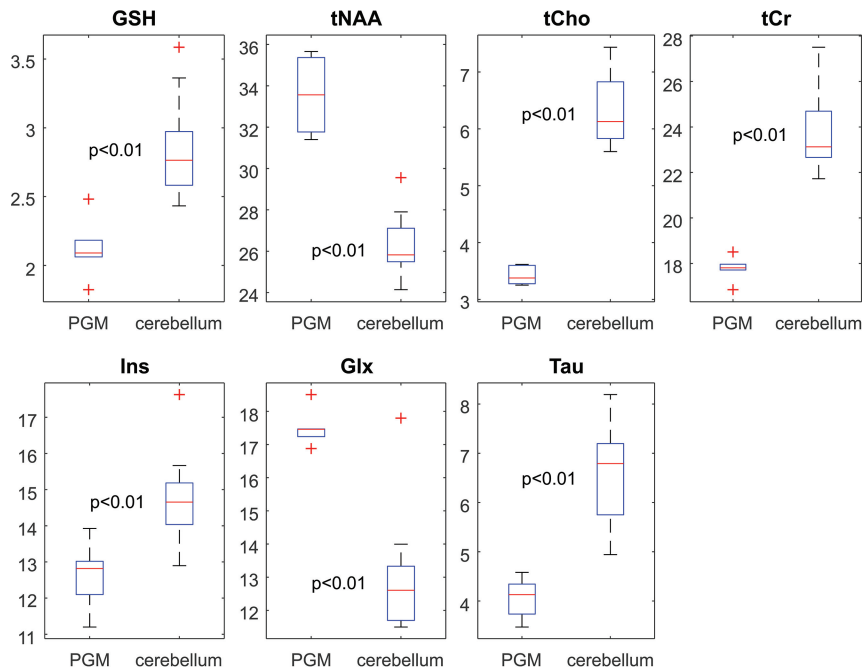 GSH
3.5
3
2.5
2
p<0.01
PGM cerebellum
tNAA
36
34
32
30
28
26
24
p<0.01
PGM cerebellum
tCho
7
6
5
4
3
p<0.01
PGM cerebellum
tCr
28
26
24
22
20
18
p<0.01
PGM cerebellum
Ins
17
16
15
14
13
12
11
p<0.01
PGM cerebellum
Glx
18
17
16
15
14
13
12
p<0.01
PGM cerebellum
Tau
8
7
6
5
4
p<0.01
PGM cerebellum